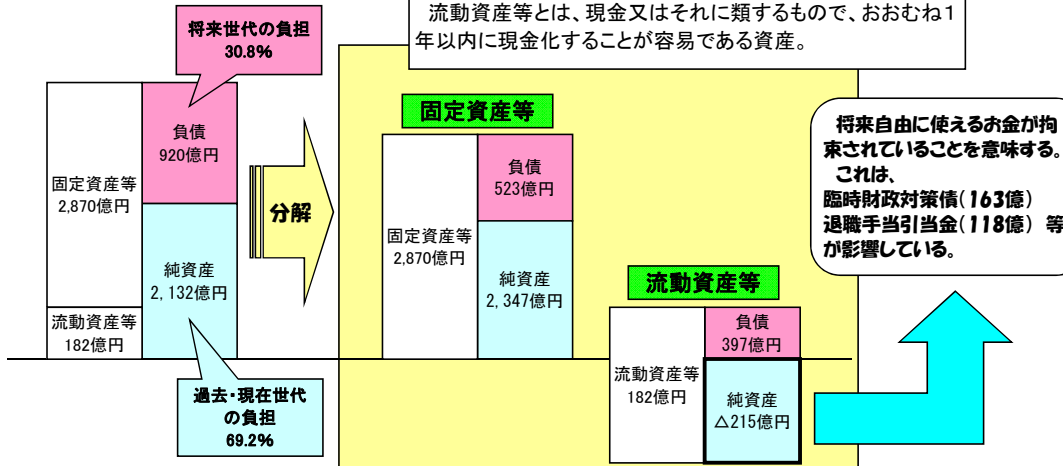 流動資産等とは、現金又はそれに類するもので、おおむね1
年以内に現金化することが容易である資産。
将来世代の負担
30.8%
固定資産等
2,870億円
流動資産等
182億円
負債
920億円
純資産
2,132億円
過去・現在世代
の負担
69.2%
分解
固定資産等
固定資産等
2,870億円
負債
523億円
純資産
2,347億円
流動資産等
流動資産等
182億円
負債
397億円
純資産
△215億円
将来自由に使えるお金が拘
束されていることを意味する。
これは、
臨時財政対策債(163億)
退職手当引当金(118億) 等
が影響している。